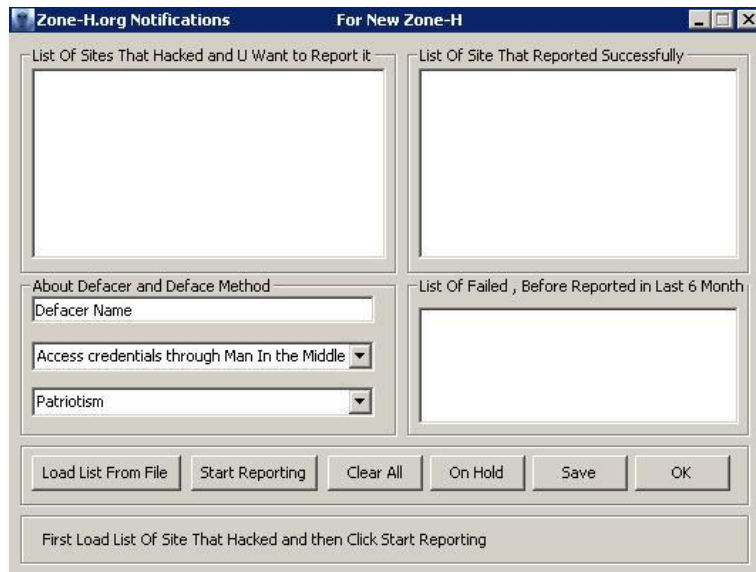 Zone-H.org Notifications For New Zone-H
List Of Sites That Hacked and U Want to Report it
List Of Site That Reported Successfully
About Defacer and Deface Method
Defacer Name
Access credentials through Man In the Middle
Patriotism
List Of Failed , Before Reported in Last 6 Month
Load List From File
Start Reporting
Clear All
On Hold
Save
OK
First Load List Of Site That Hacked and then Click Start Reporting